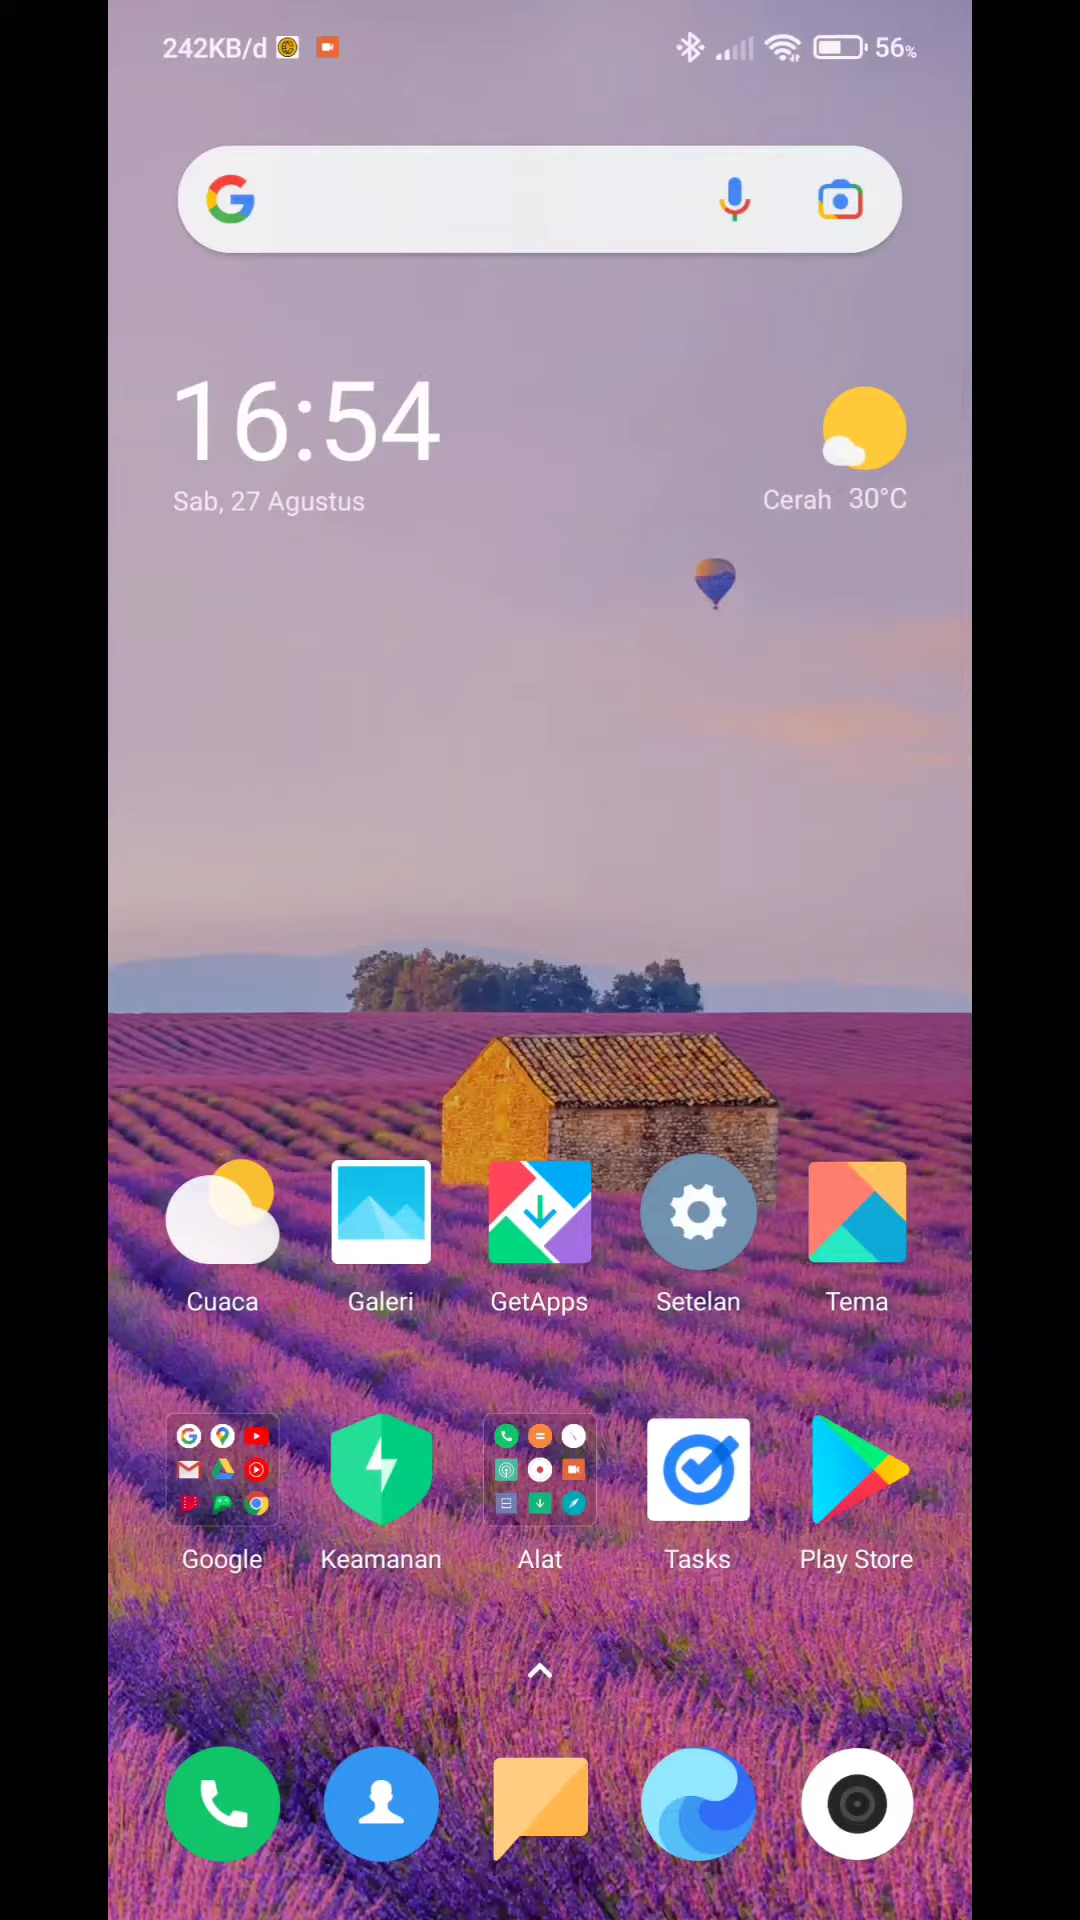 242KB/d
56%
16:54
Sab, 27 Agustus
Cerah 30°C
Cuaca
Galeri
GetApps
Setelan
Tema
Google
Keamanan
Alat
Tasks
Play Store